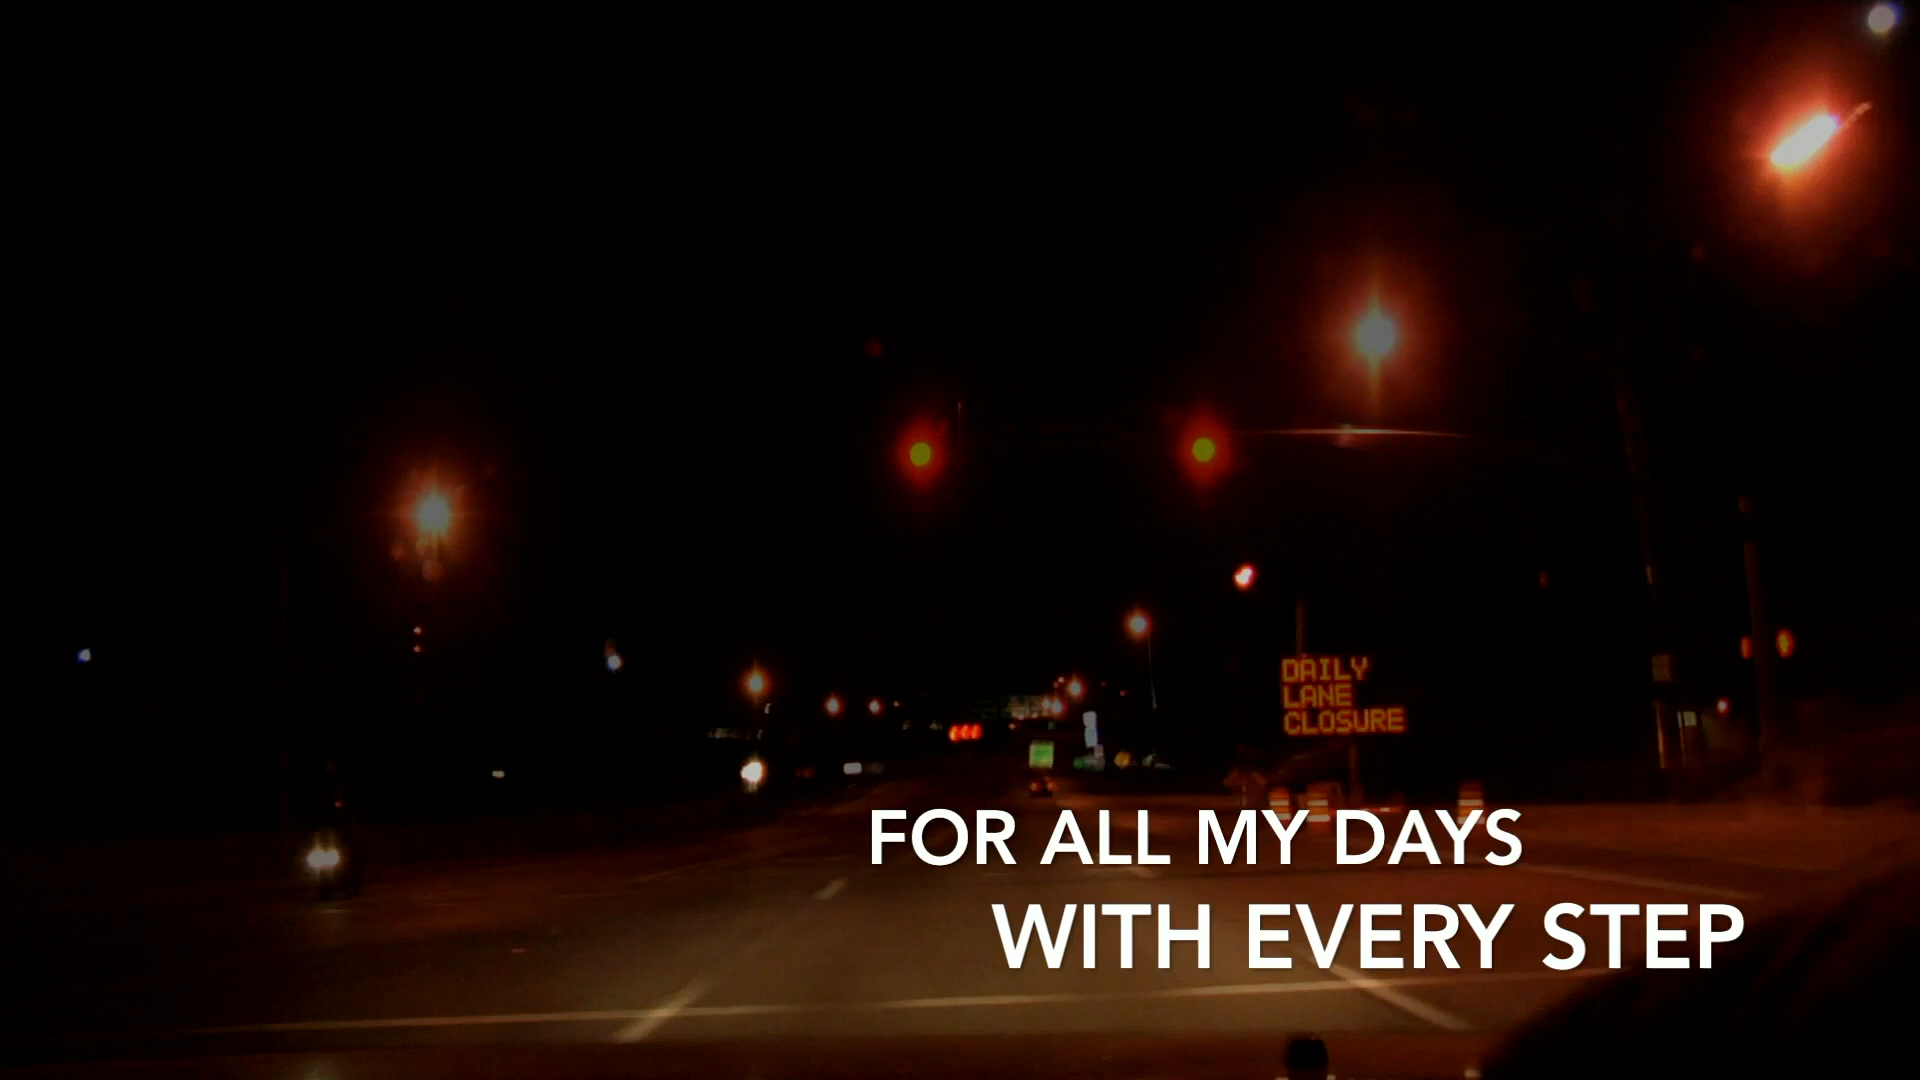 DAILY
LANE
CLOSURE
FOR ALL MY DAYS
WITH EVERY STEP